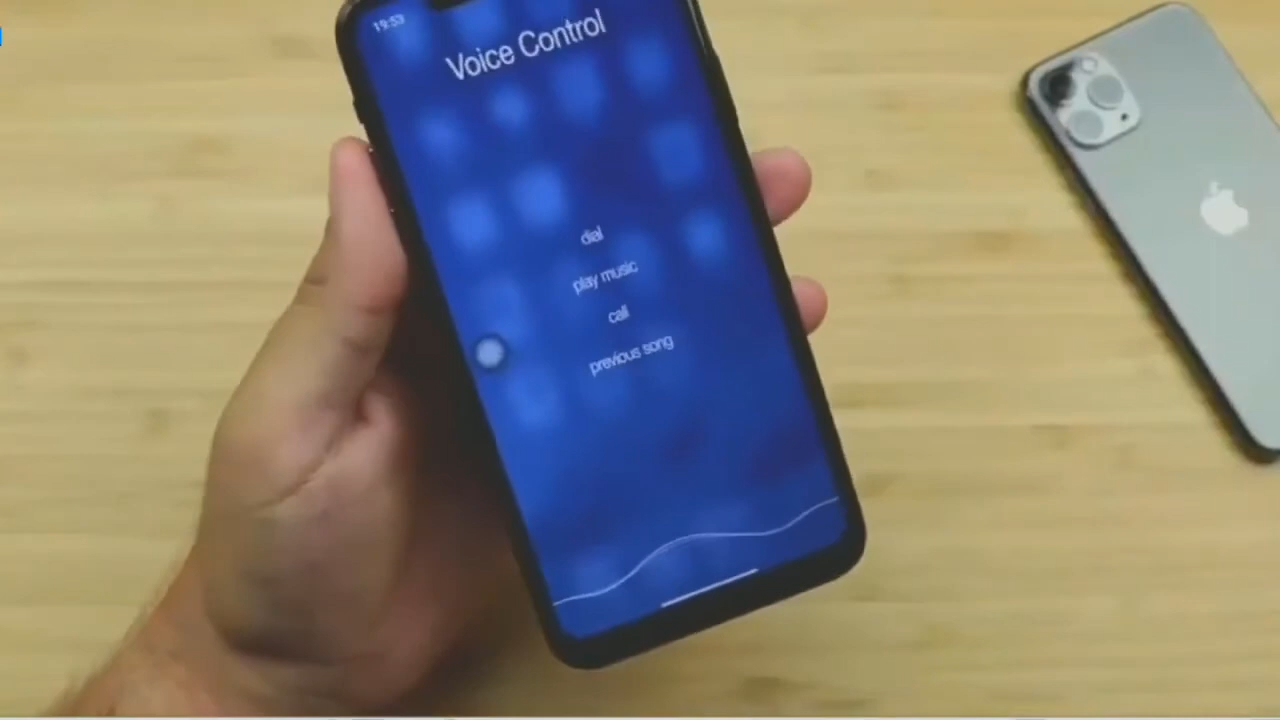 19:53
Voice Control
dial
play music
call
previous song